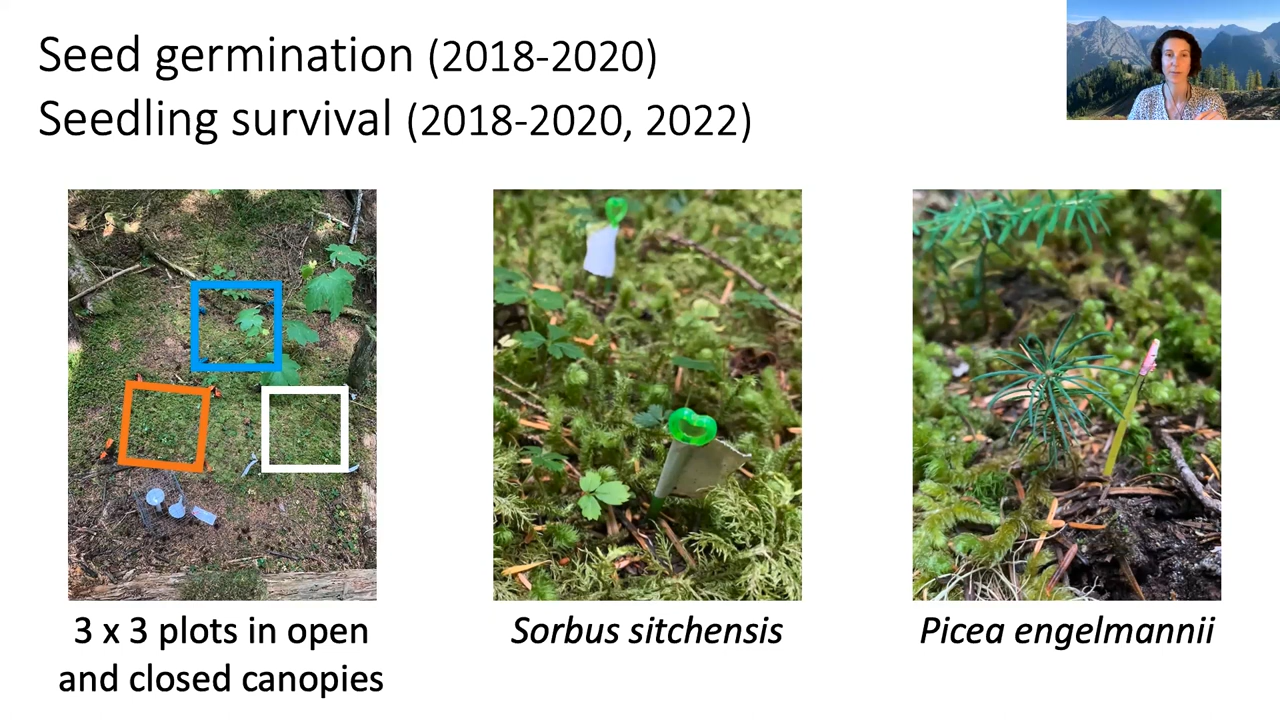 Seed germination (2018-2020)
Seedling survival (2018-2020, 2022)
3 x 3 plots in open
and closed canopies
Sorbus sitchensis
Picea engelmannii